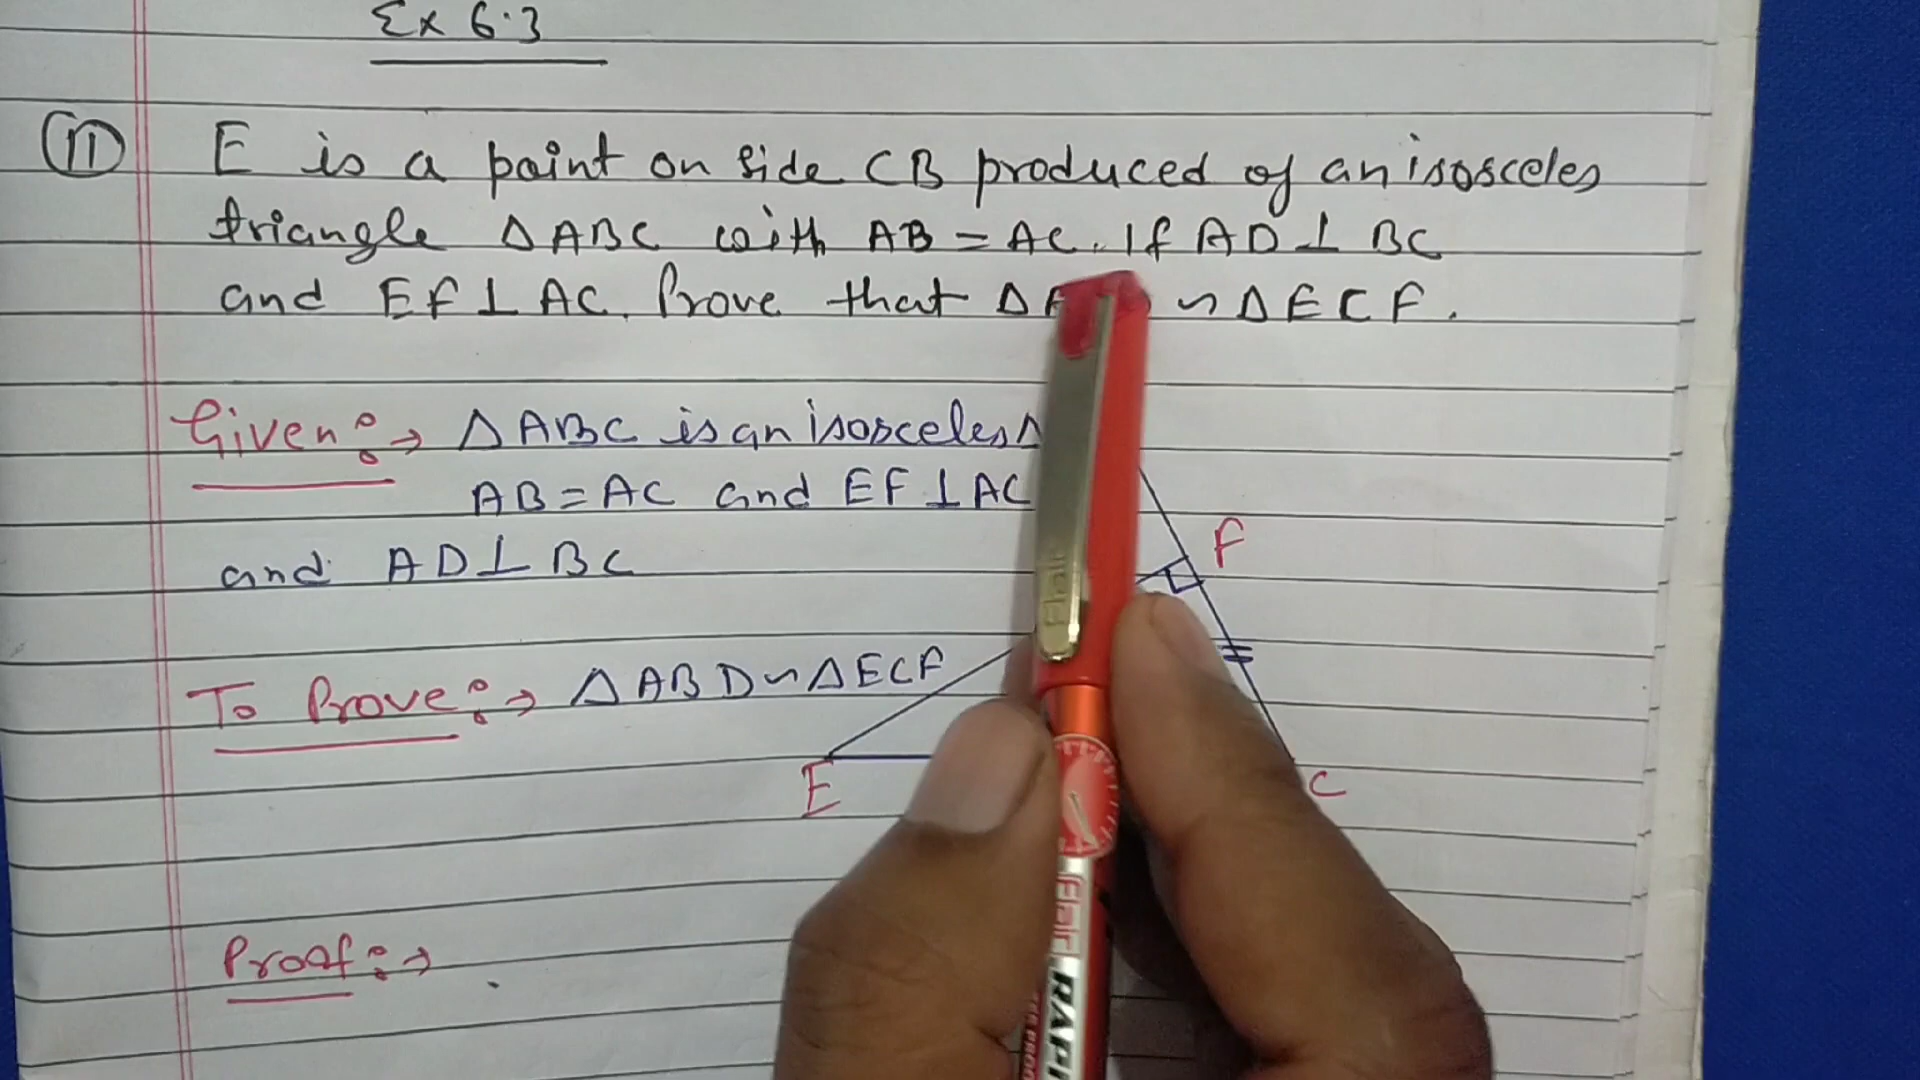 Ex 6.3
11 E is a point on side CB produced of an isosceles
triangle ΔABC with AB = AC. If AD ⊥ BC
and EF ⊥ AC. Prove that Δ ∽ ΔECF.
Given:→ ΔABC is an isosceles Δ
AB = AC and EF ⊥ AC
and AD ⊥ BC
F
To Prove:→ ΔABD ∽ ΔECF
E
C
Proof:→
Flair
Flair